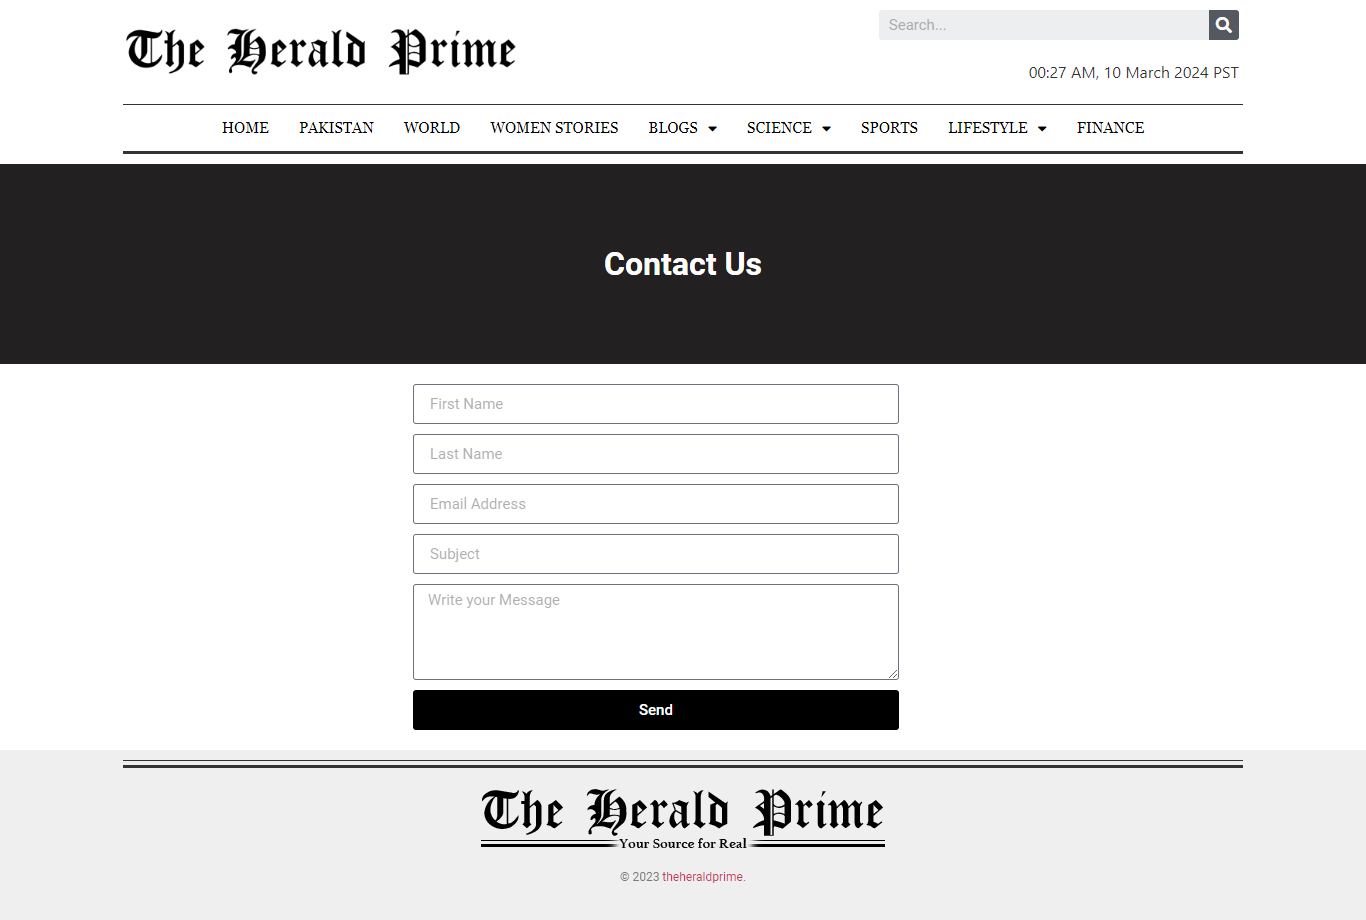 Search...
The Herald Prime
00:27 AM, 10 March 2024 PST
HOME PAKISTAN WORLD WOMEN STORIES BLOGS SCIENCE SPORTS LIFESTYLE FINANCE
Contact Us
First Name
Last Name
Email Address
Subject
Write your Message
Send
The Herald Prime
Your Source for Real
© 2023 theheraldprime.